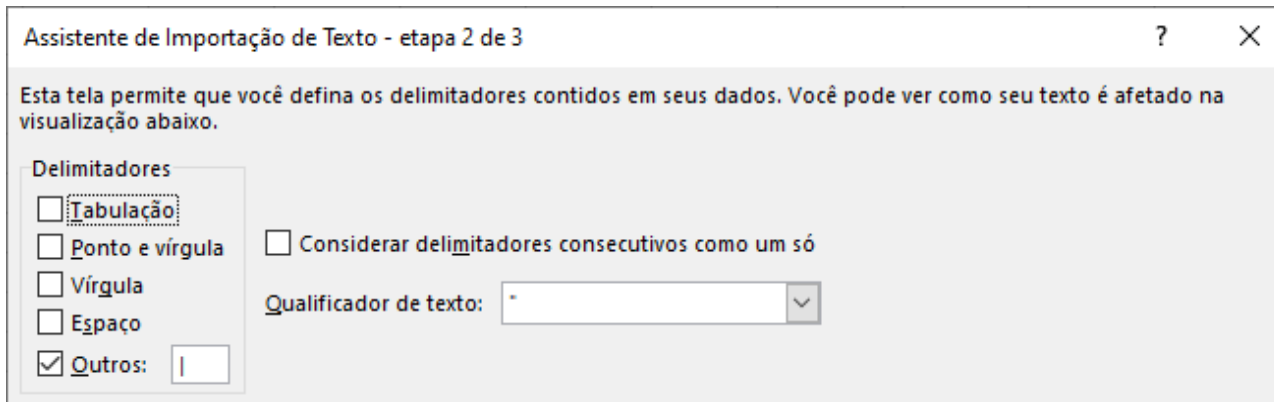 Assistente de Importação de Texto - etapa 2 de 3 ?
Esta tela permite que você defina os delimitadores contidos em seus dados. Você pode ver como seu texto é afetado na
visualização abaixo.
Delimitadores
Tabulação
Ponto e vírgula
Considerar delimitadores consecutivos como um só
Vírgula
Qualificador de texto: "
Espaço
Outros: |